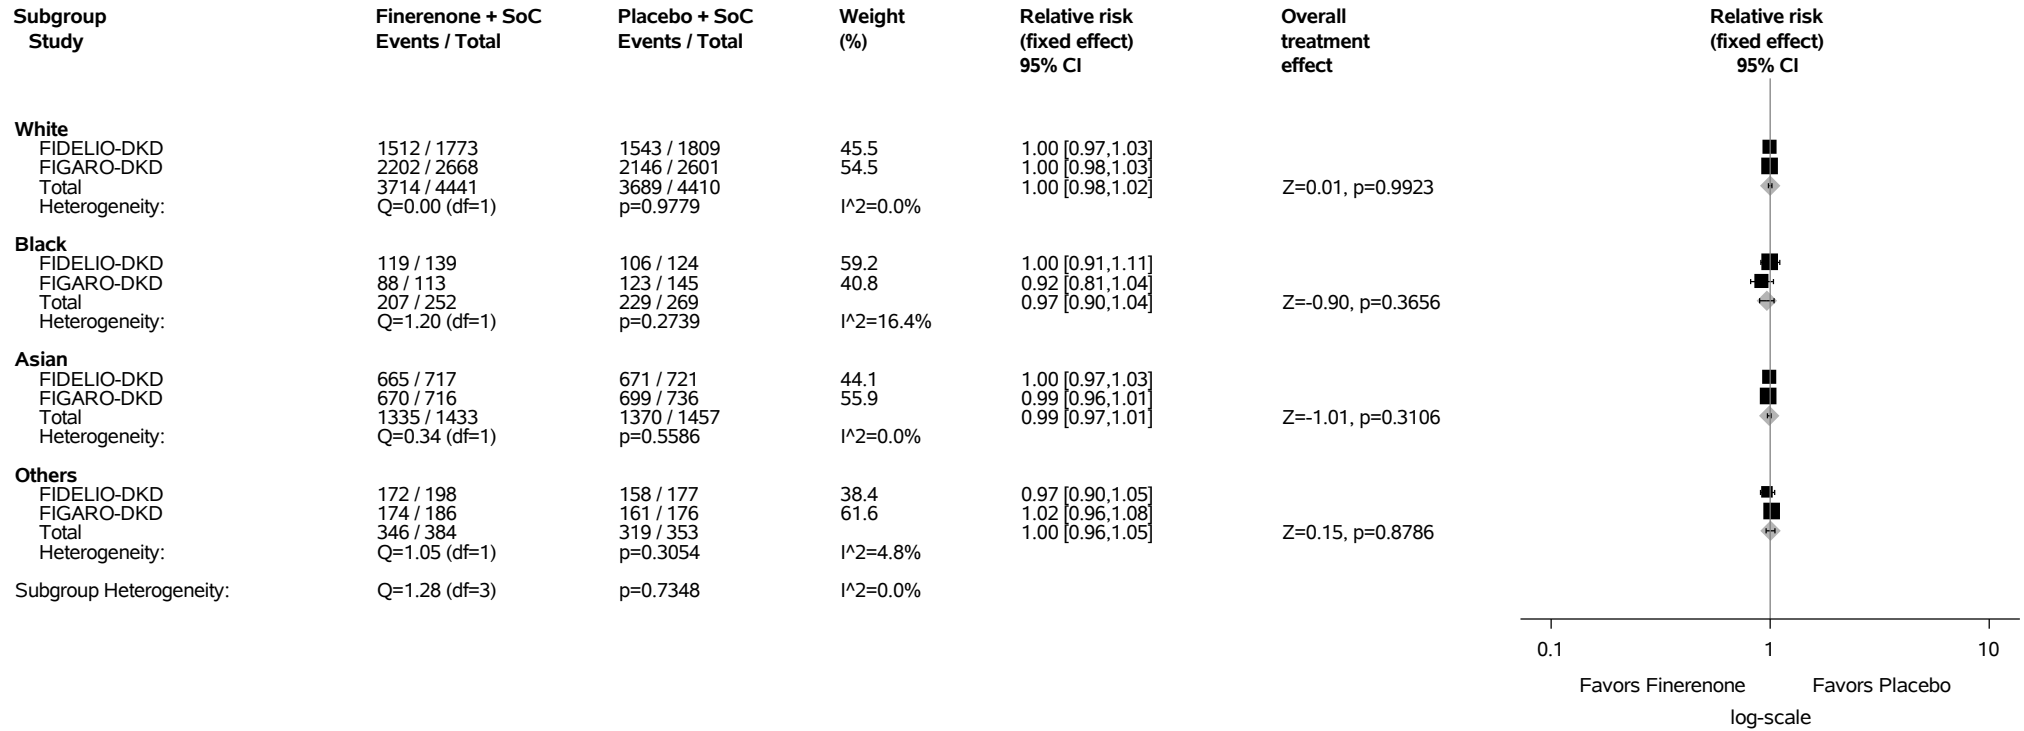 Subgroup Finerenone + SoC Placebo + SoC Weight Relative risk Overall Relative risk
Study Events / Total Events / Total (%) (fixed effect) treatment (fixed effect)
95% CI effect 95% CI
White
FIDELIO-DKD 1512 / 1773 1543 / 1809 45.5 1.00 [0.97,1.03]
FIGARO-DKD 2202 / 2668 2146 / 2601 54.5 1.00 [0.98,1.03]
Total 3714 / 4441 3689 / 4410 1.00 [0.98,1.02] Z=0.01, p=0.9923
Heterogeneity: Q=0.00 (df=1) p=0.9779 I^2=0.0%
Black
FIDELIO-DKD 119 / 139 106 / 124 59.2 1.00 [0.91,1.11]
FIGARO-DKD 88 / 113 123 / 145 40.8 0.92 [0.81,1.04]
Total 207 / 252 229 / 269 0.97 [0.90,1.04] Z=-0.90, p=0.3656
Heterogeneity: Q=1.20 (df=1) p=0.2739 I^2=16.4%
Asian
FIDELIO-DKD 665 / 717 671 / 721 44.1 1.00 [0.97,1.03]
FIGARO-DKD 670 / 716 699 / 736 55.9 0.99 [0.96,1.01]
Total 1335 / 1433 1370 / 1457 0.99 [0.97,1.01] Z=-1.01, p=0.3106
Heterogeneity: Q=0.34 (df=1) p=0.5586 I^2=0.0%
Others
FIDELIO-DKD 172 / 198 158 / 177 38.4 0.97 [0.90,1.05]
FIGARO-DKD 174 / 186 161 / 176 61.6 1.02 [0.96,1.08]
Total 346 / 384 319 / 353 1.00 [0.96,1.05] Z=0.15, p=0.8786
Heterogeneity: Q=1.05 (df=1) p=0.3054 I^2=4.8%
Subgroup Heterogeneity: Q=1.28 (df=3) p=0.7348 I^2=0.0%
0.1 1 10
Favors Finerenone Favors Placebo
log-scale